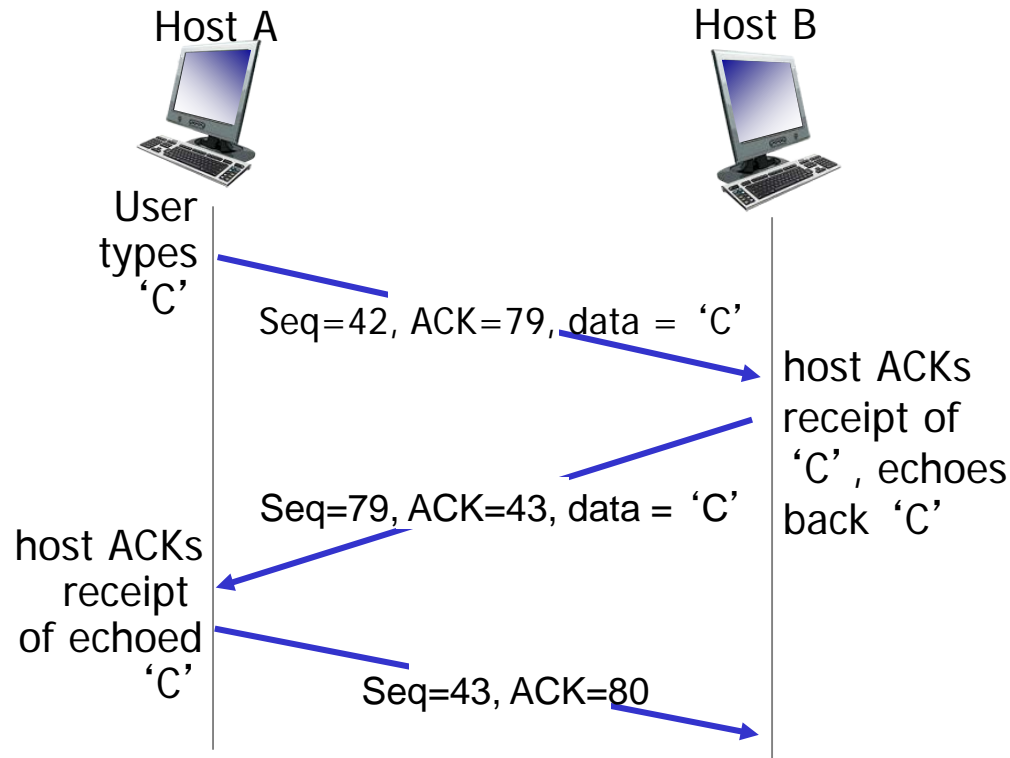 Host A
Host B
User
types
‘C’
Seq=42, ACK=79, data = ‘C’
host ACKs
receipt of
‘C’, echoes
back ‘C’
Seq=79, ACK=43, data = ‘C’
host ACKs
receipt
of echoed
‘C’
Seq=43, ACK=80